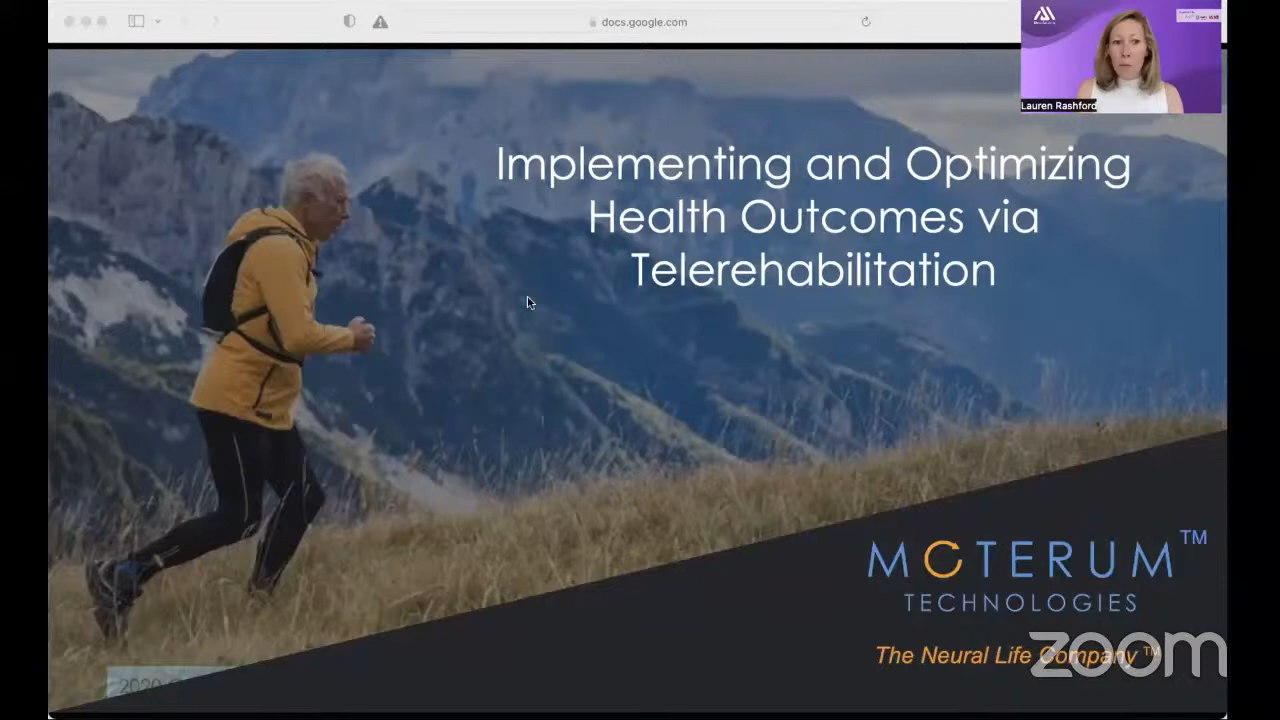 docs.google.com
Lauren Rashford
Implementing and Optimizing
Health Outcomes via
Telerehabilitation
MOTERUM™
TECHNOLOGIES
The Neural Life Company™
zoom
2020